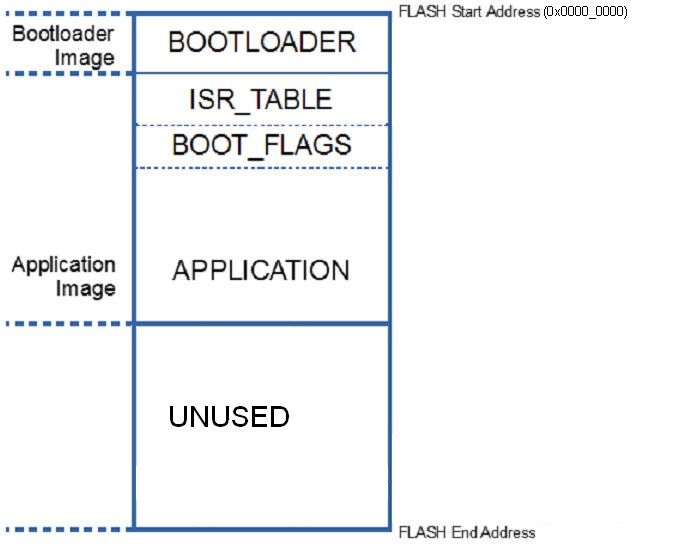 FLASH Start Address (0x0000_0000)
Bootloader
Image
BOOTLOADER
ISR_TABLE
BOOT_FLAGS
Application
Image
APPLICATION
UNUSED
FLASH End Address